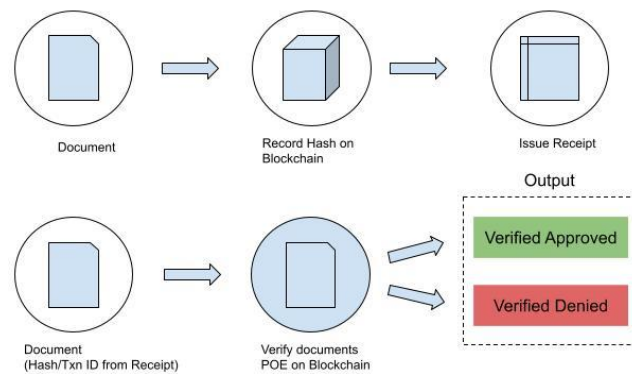 Document
Record Hash on
Blockchain
Issue Receipt
Output
Verified Approved
Verified Denied
Document
(Hash/Txn ID from Receipt)
Verify documents
POE on Blockchain